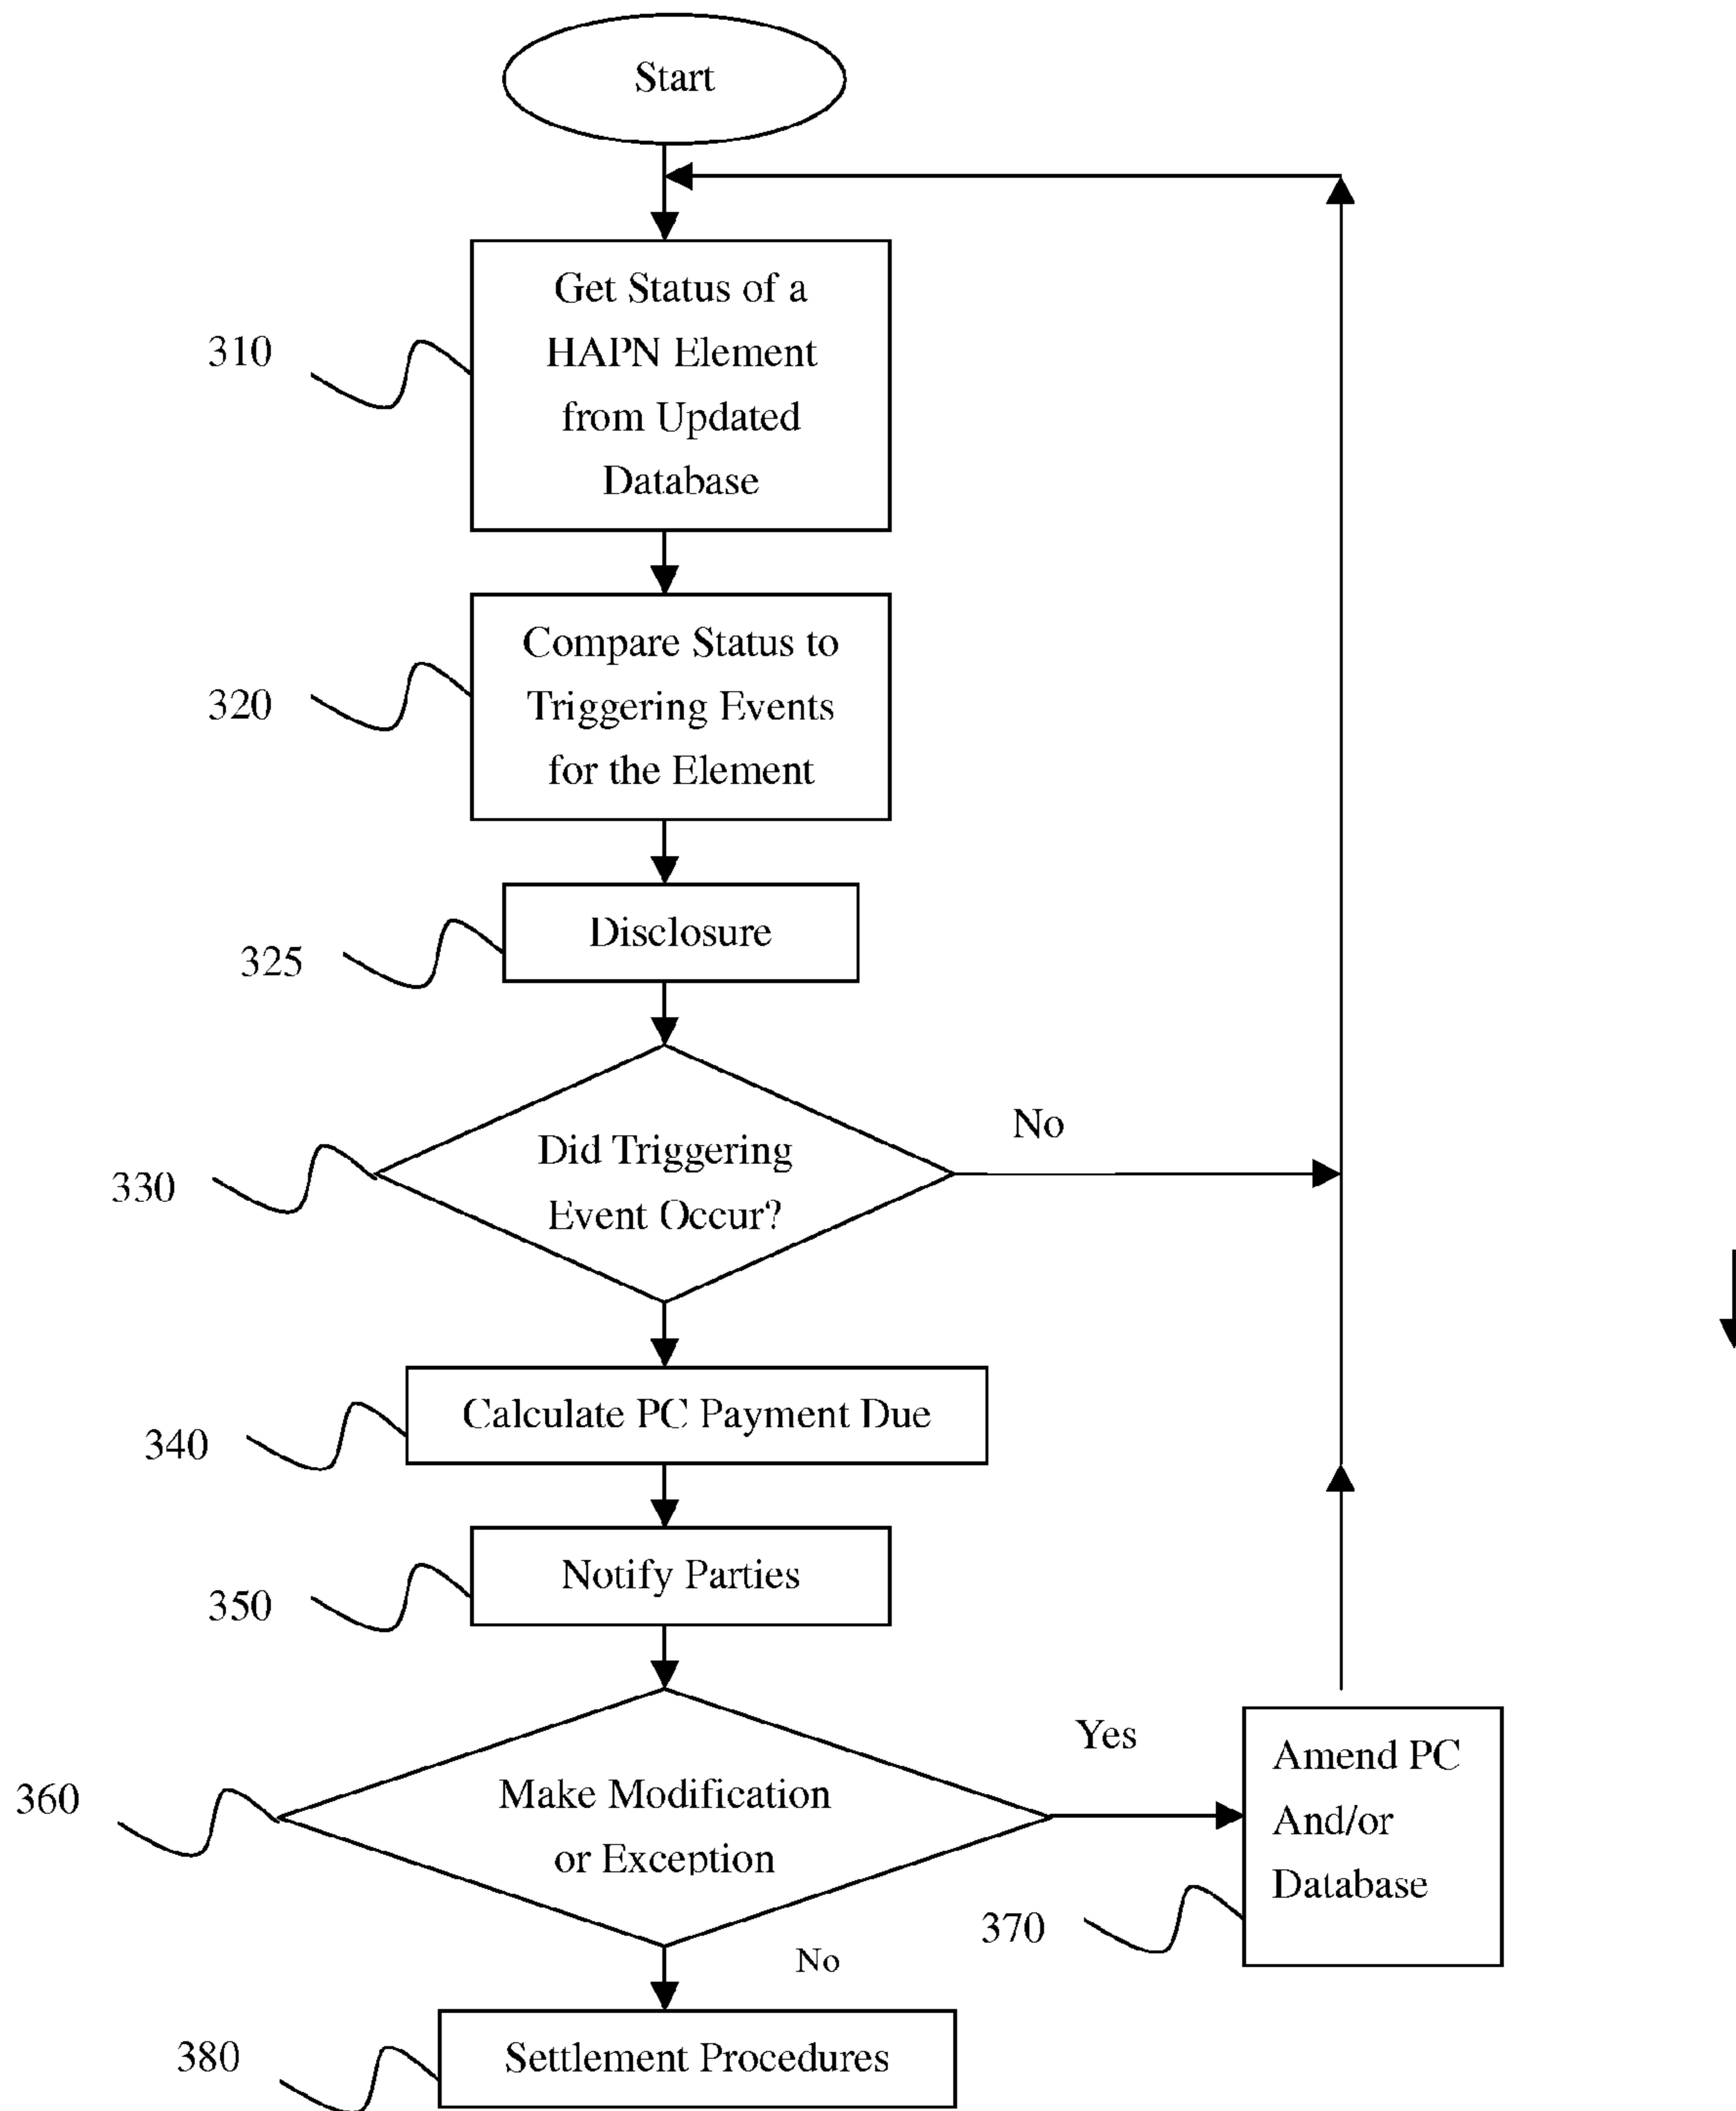 Start
310
Get Status of a
HAPN Element
from Updated
Database
320
Compare Status to
Triggering Events
for the Element
325
Disclosure
330
Did Triggering
Event Occur?
No
340
Calculate PC Payment Due
350
Notify Parties
360
Make Modification
or Exception
Yes
Amend PC
And/or
Database
370
No
380
Settlement Procedures